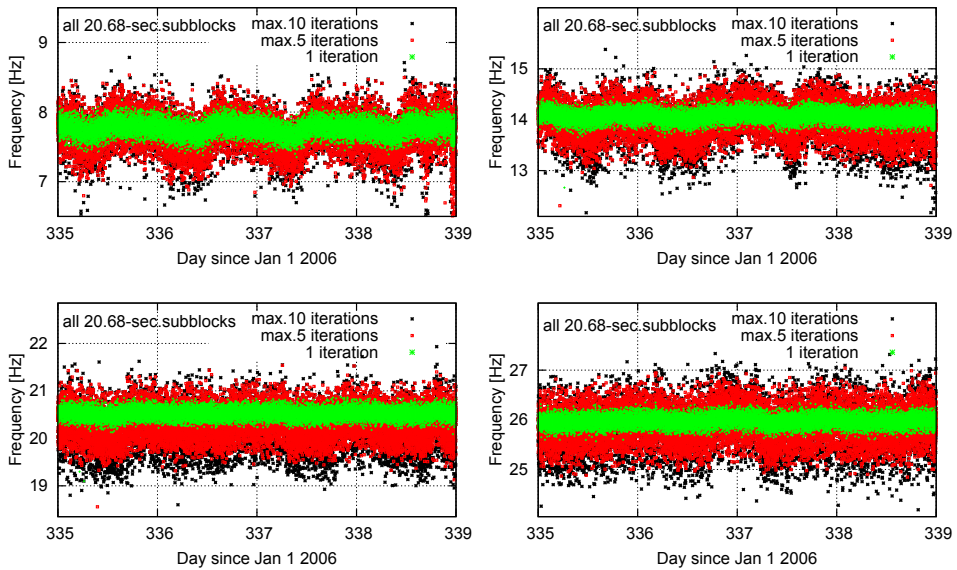 all 20.68-sec.subblocks
max.10 iterations
max.5 iterations
1 iteration
9
8
7
Frequency [Hz]
335 336 337 338 339
Day since Jan 1 2006
all 20.68-sec.subblocks
max.10 iterations
max.5 iterations
1 iteration
15
14
13
Frequency [Hz]
335 336 337 338 339
Day since Jan 1 2006
all 20.68-sec.subblocks
max.10 iterations
max.5 iterations
1 iteration
22
21
20
19
Frequency [Hz]
335 336 337 338 339
Day since Jan 1 2006
all 20.68-sec.subblocks
max.10 iterations
max.5 iterations
1 iteration
27
26
25
Frequency [Hz]
335 336 337 338 339
Day since Jan 1 2006